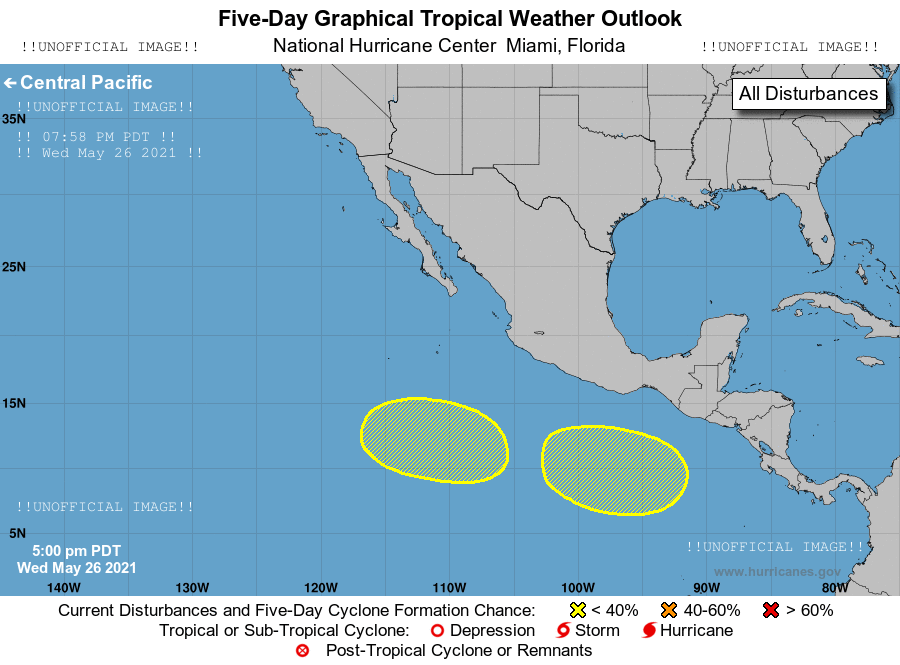 Five-Day Graphical Tropical Weather Outlook
!!UNOFFICIAL IMAGE!! National Hurricane Center Miami, Florida !!UNOFFICIAL IMAGE!!
← Central Pacific
All Disturbances
!!UNOFFICIAL IMAGE!!
35N
!! 07:58 PM PDT !!
!! Wed May 26 2021 !!
25N
15N
!!UNOFFICIAL IMAGE!!
5N
5:00 pm PDT
Wed May 26 2021
!!UNOFFICIAL IMAGE!!
www.hurricanes.gov
140W 130W 120W 110W 100W 90W 80W
Current Disturbances and Five-Day Cyclone Formation Chance: < 40% 40-60% > 60%
Tropical or Sub-Tropical Cyclone: Depression Storm Hurricane
Post-Tropical Cyclone or Remnants